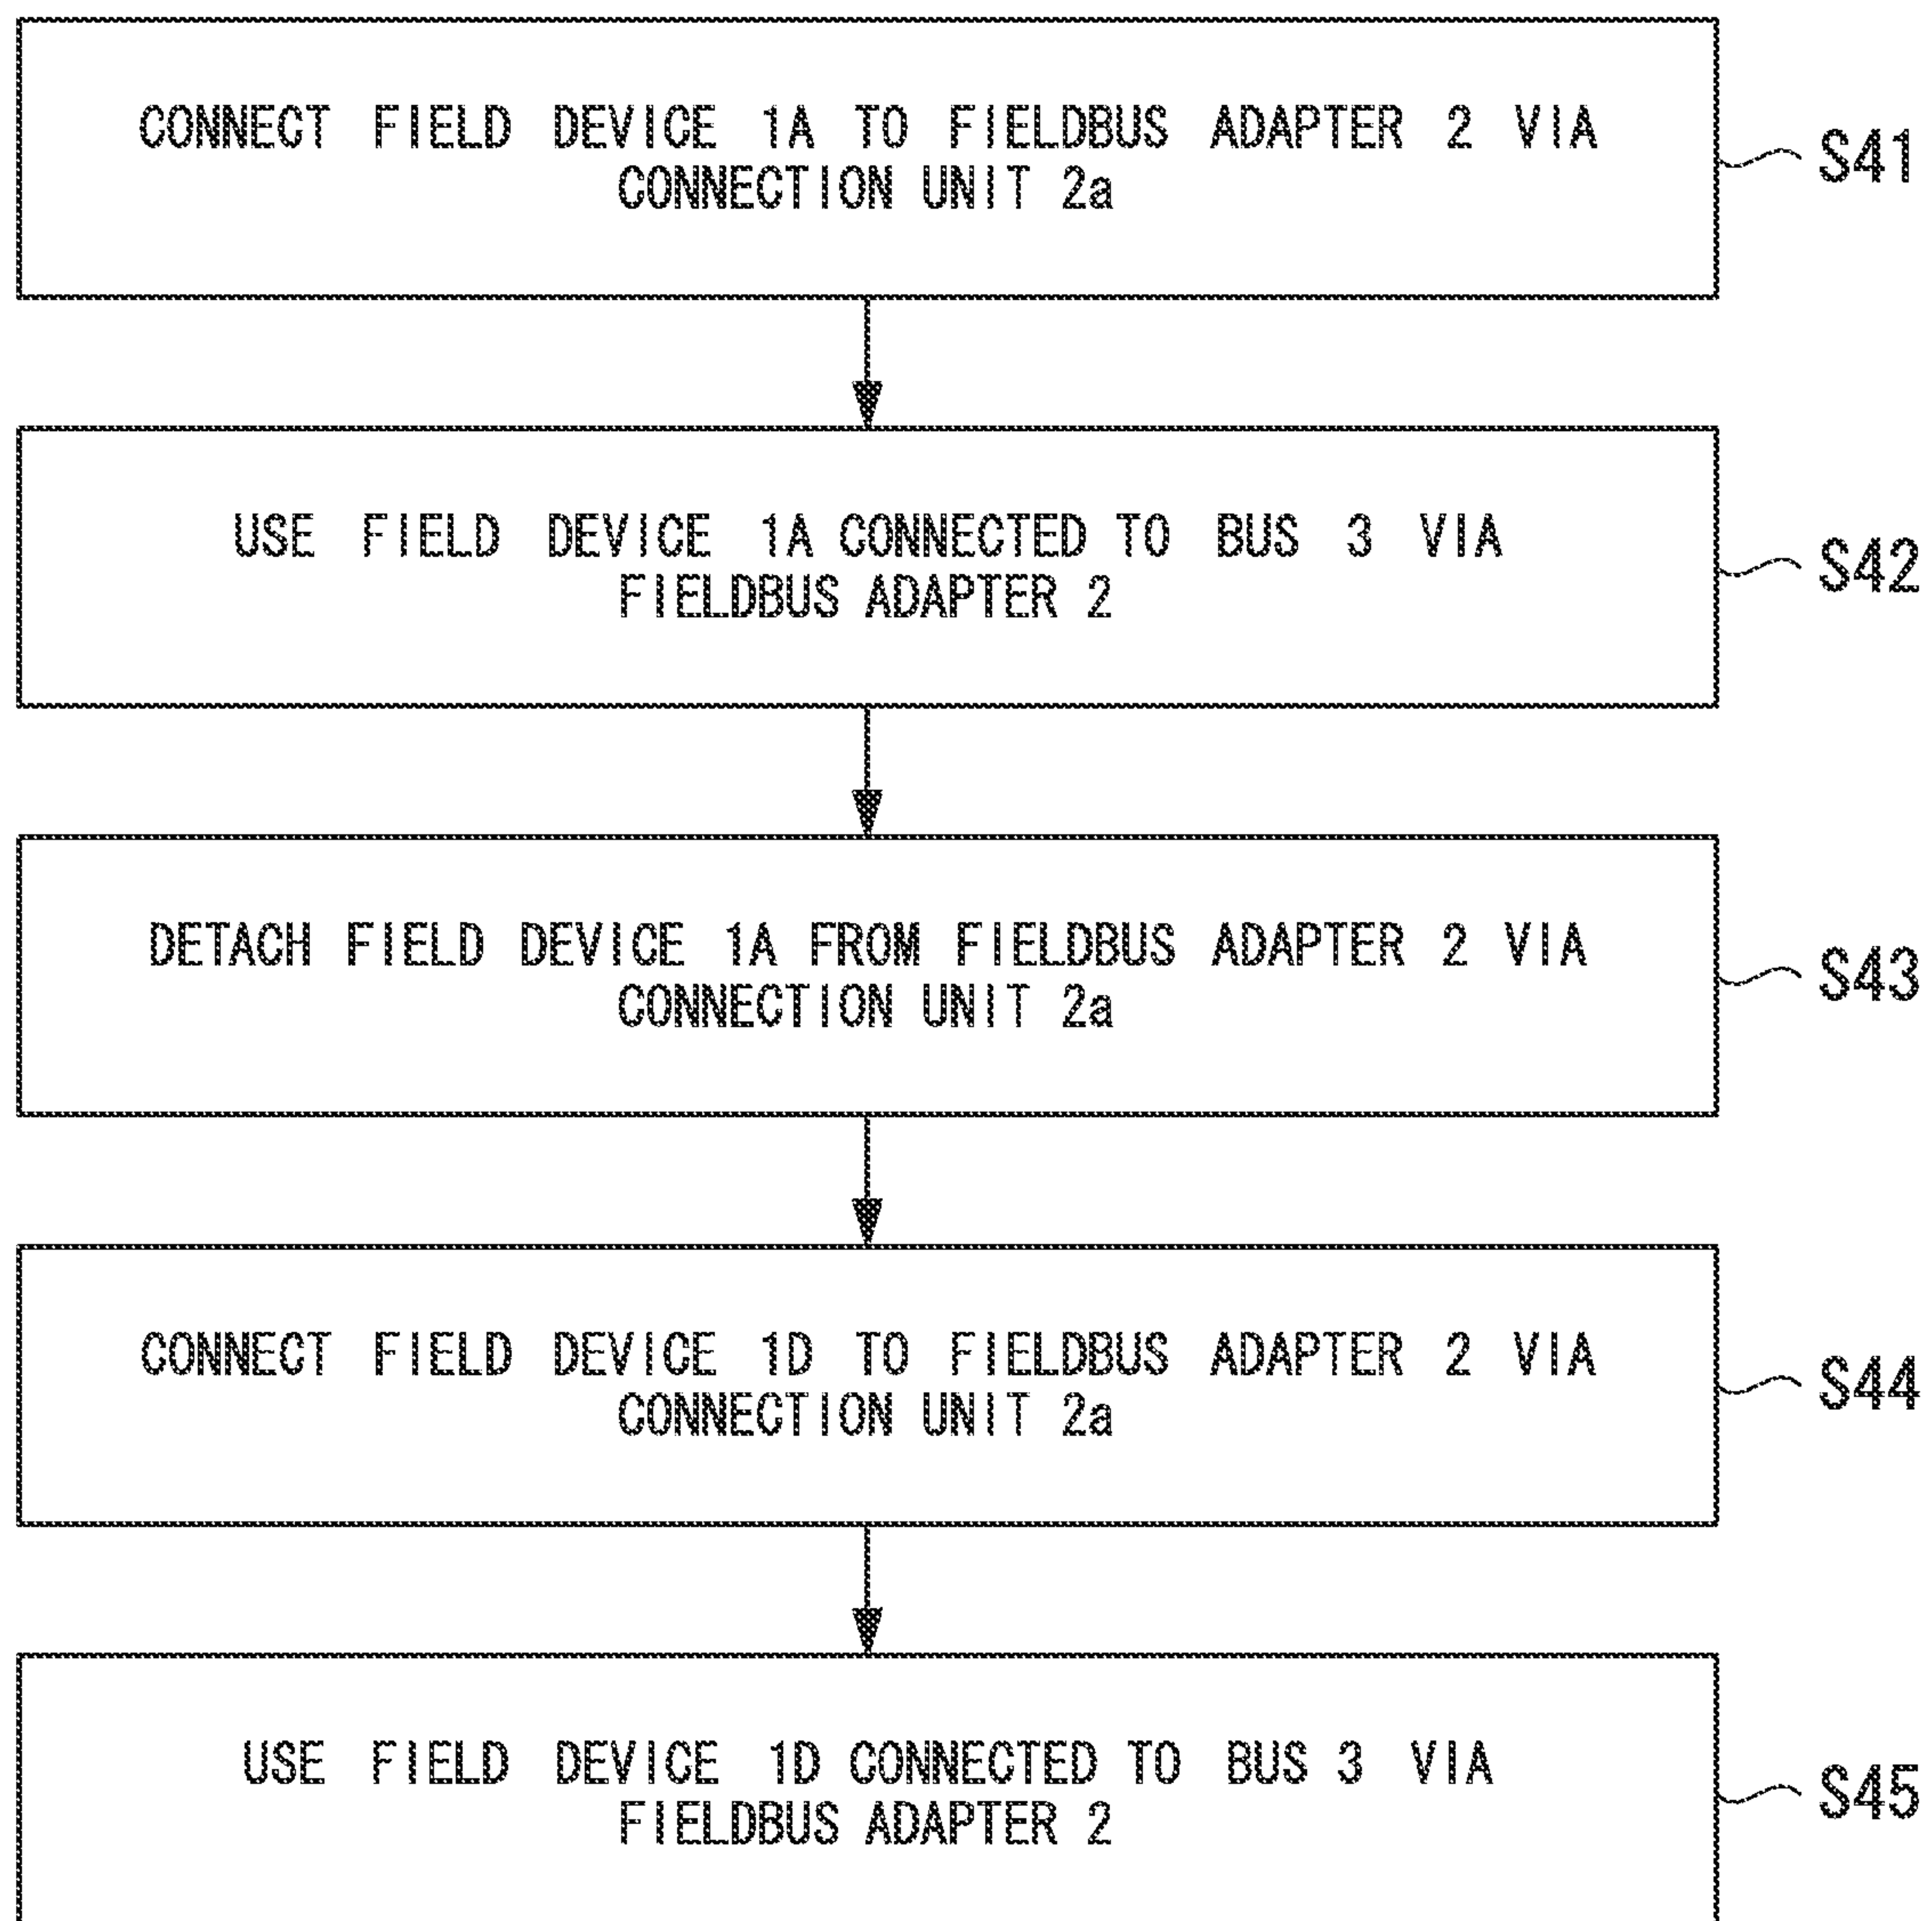 CONNECT FIELD DEVICE 1A TO FIELDBUS ADAPTER 2 VIA
CONNECTION UNIT 2a
S41
USE FIELD DEVICE 1A CONNECTED TO BUS 3 VIA
FIELDBUS ADAPTER 2
S42
DETACH FIELD DEVICE 1A FROM FIELDBUS ADAPTER 2 VIA
CONNECTION UNIT 2a
S43
CONNECT FIELD DEVICE 1D TO FIELDBUS ADAPTER 2 VIA
CONNECTION UNIT 2a
S44
USE FIELD DEVICE 1D CONNECTED TO BUS 3 VIA
FIELDBUS ADAPTER 2
S45